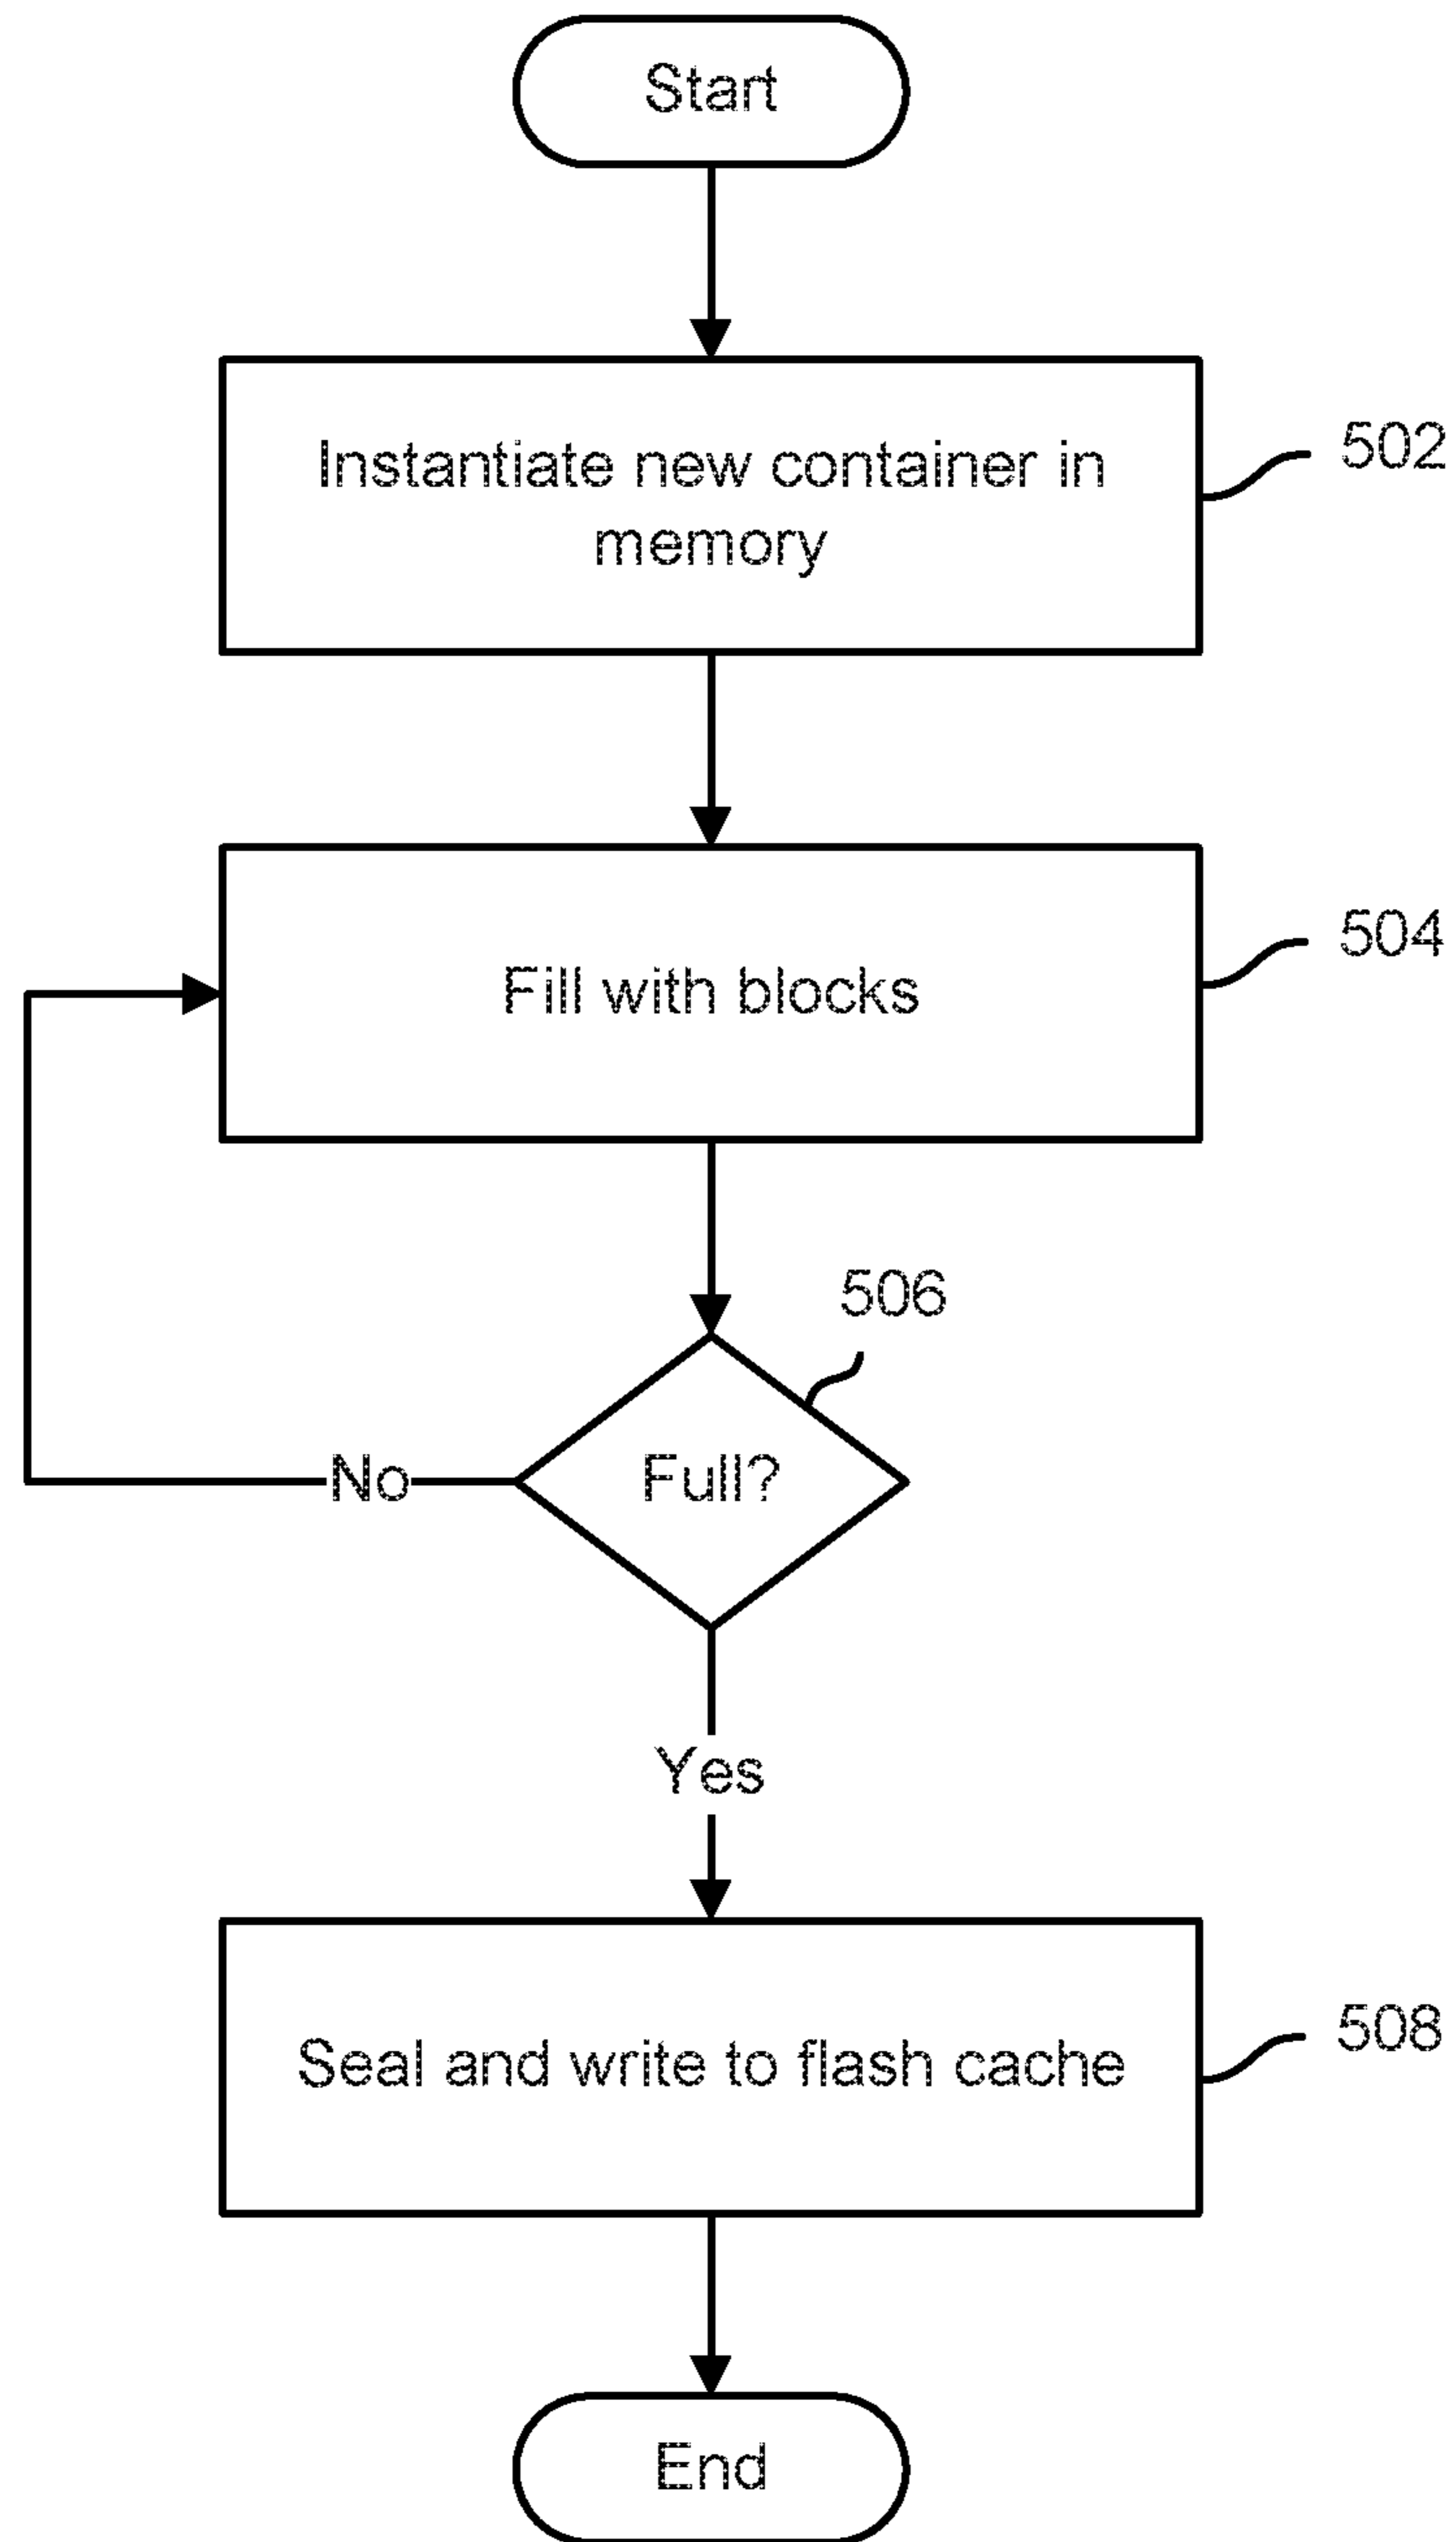 Start
Instantiate new container in
memory
502
Fill with blocks
504
506
Full?
No
Yes
Seal and write to flash cache
508
End